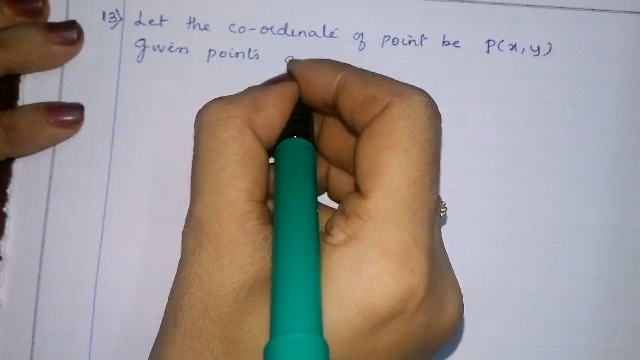 13) Let the co-ordinate of point be P(x,y)
Given points